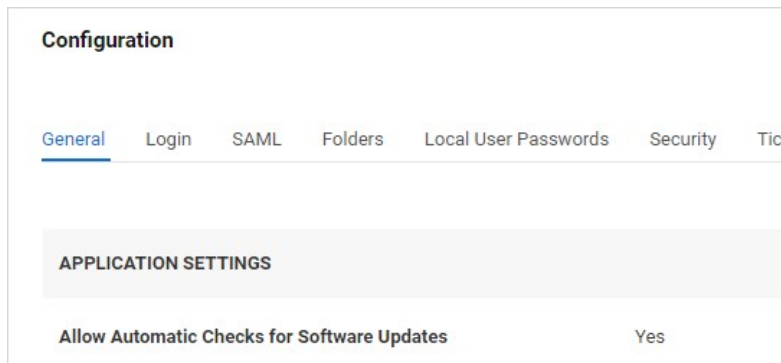 Configuration
General Login SAML Folders Local User Passwords Security Tic
APPLICATION SETTINGS
Allow Automatic Checks for Software Updates Yes